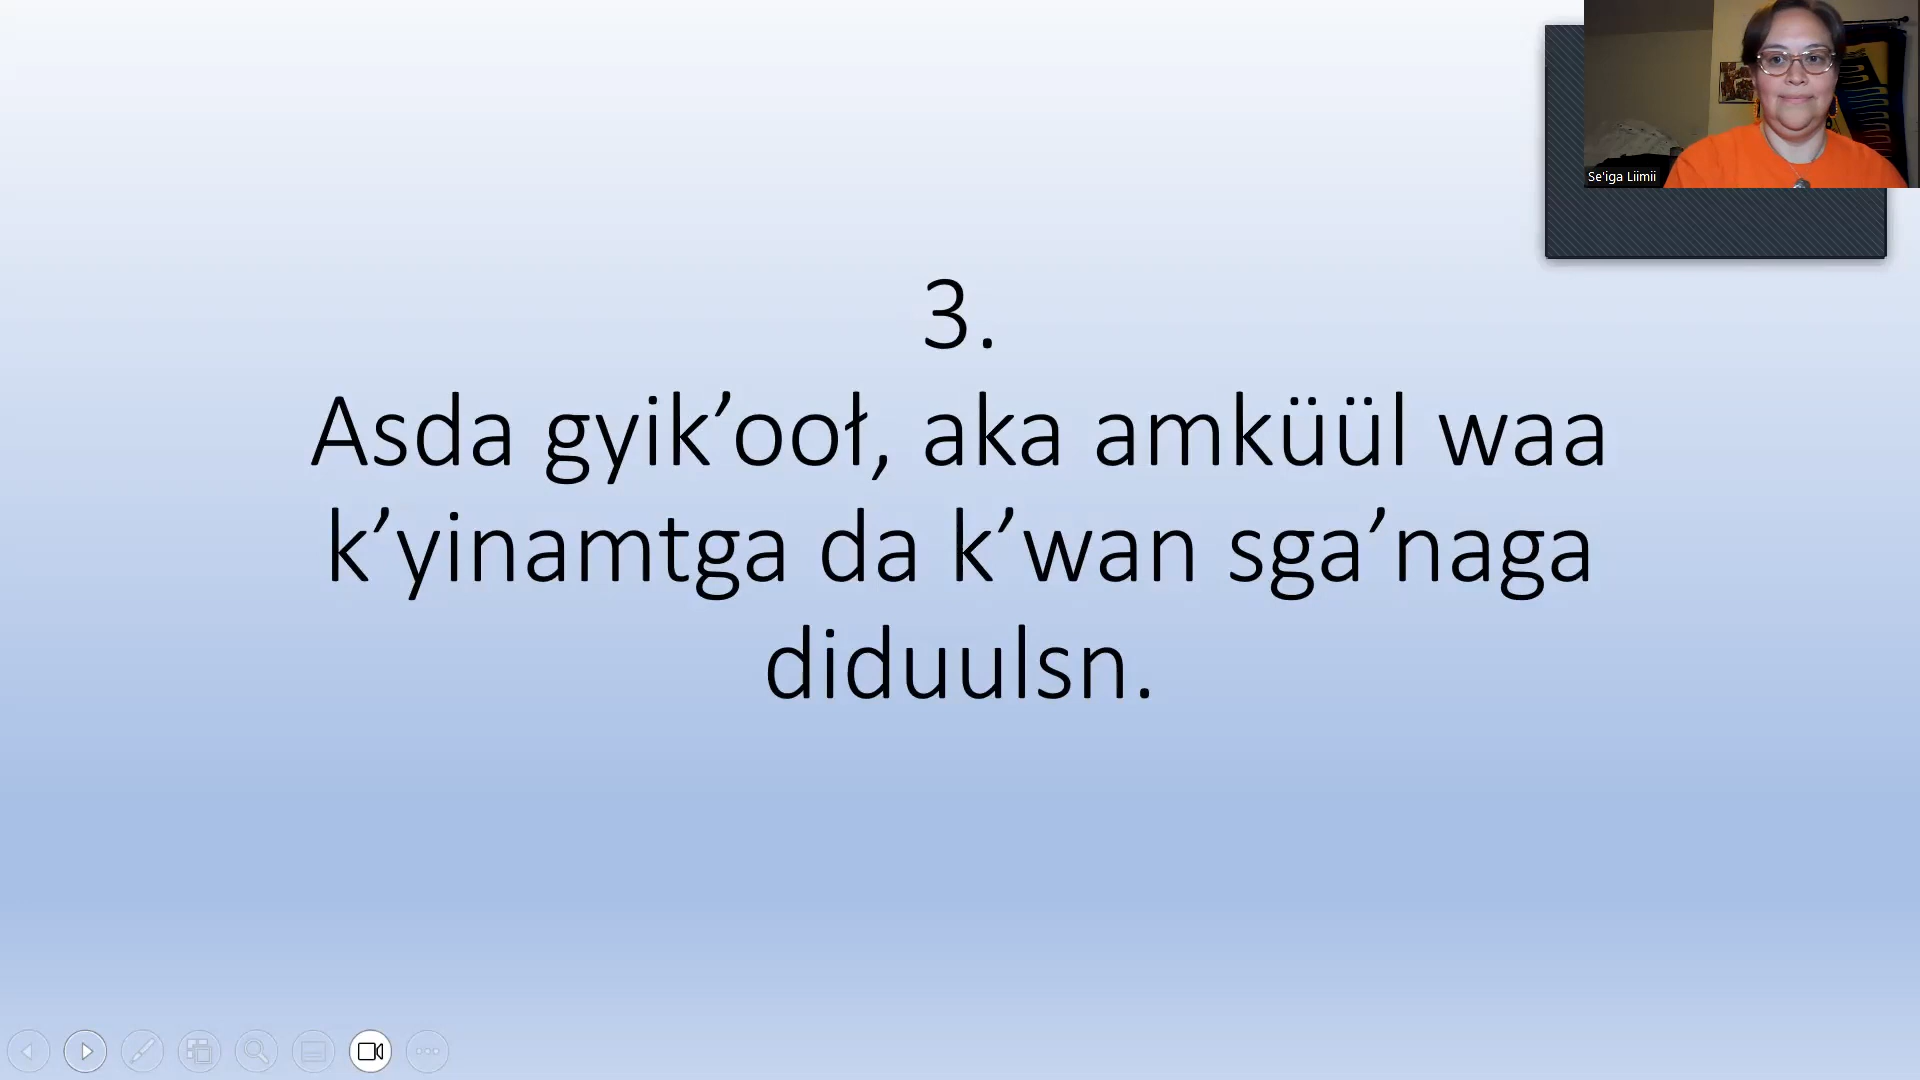 Se'iga Liimii
3.
Asda gyik’ooł, aka amküül waa
k’yinamtga da k’wan sga’naga
diduulsn.